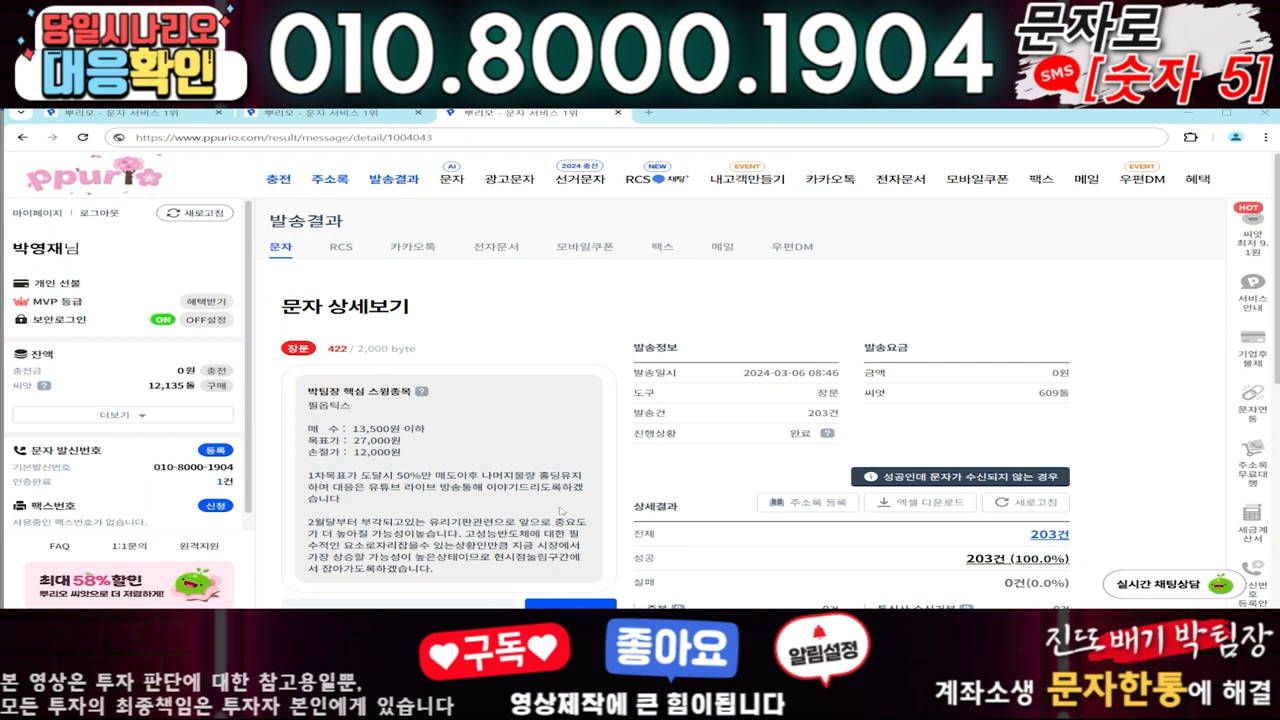 당일시나리오
대응확인
010.8000.1904
문자로
SMS
[숫자 5]
뿌리오 - 문자 서비스 1위
뿌리오 - 문자 서비스 1위
뿌리오 - 문자 서비스 1위
https://www.ppurio.com/result/message/detail/1004043
ppurio
충전
주소록
발송결과
AI
문자
광고문자
2024 총선
선거문자
NEW
RCS 채팅+
EVENT
내고객만들기
카카오톡
전자문서
모바일쿠폰
팩스
메일
EVENT
우편DM
혜택
마이페이지 | 로그아웃
새로고침
박영재님
개인 선불
MVP 등급
혜택받기
보안로그인
ON
OFF설정
잔액
충전금
0원
충전
씨앗 ?
12,135톨
구매
더보기
문자 발신번호
등록
기본발신번호
010-8000-1904
인증완료
1건
팩스번호
신청
사용중인 팩스번호가 없습니다.
FAQ
1:1문의
원격지원
최대 58%할인
뿌리오 씨앗으로 더 저렴하게!
발송결과
문자
RCS
카카오톡
전자문서
모바일쿠폰
팩스
메일
우편DM
문자 상세보기
장문
422 / 2,000 byte
박팀장 핵심 스윙종목 ?
필옵틱스
매 수 : 13,500원 이하
목표가 : 27,000원
손절가 : 12,000원
1차목표가 도달시 50%만 매도이후 나머지물량 홀딩유지
하며 대응은 유튜브 라이브 방송통해 이야기드리도록하겠
습니다
2월달부터 부각되고있는 유리기판관련으로 앞으로 중요도
가 더 높아질 가능성이높습니다. 고성능반도체에 대한 필
수적인 요소로자리잡을수 있는상황인만큼 지금 시장에서
가장 상승할 가능성이 높은상태이므로 현시점눌림구간에
서 잡아가도록하겠습니다.
발송정보
발송일시
2024-03-06 08:46
도구
장문
발송건
203건
진행상황
완료 ?
발송요금
금액
0원
씨앗
609톨
성공인데 문자가 수신되지 않는 경우
상세결과
주소록 등록
엑셀 다운로드
새로고침
전체
203건
성공
203건 (100.0%)
실패
0건(0.0%)
HOT
씨앗
최저 9.
1원
서비스
안내
기업후
불제
문자연
동
주소록
무료대
행
세금계
산서
실시간 채팅상담
구독
좋아요
알림설정
영상제작에 큰 힘이됩니다
본 영상은 투자 판단에 대한 참고용일뿐,
모든 투자의 최종책임은 투자자 본인에게 있습니다
진또배기 박팀장
계좌소생 문자한통에 해결